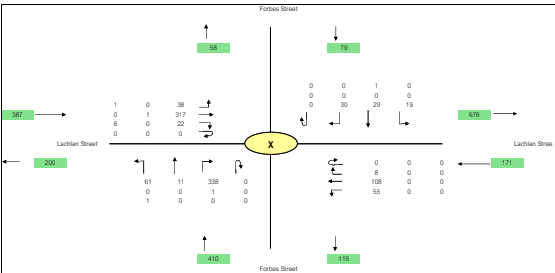 Forbes Street
58 79
0 0 1 0
0 0 0 0
0 30 29 19
1 0 38
0 1 317
8 0 22
0 0 0
387 676
Lachlan Street X Lachlan Stree
200 171
0 0 0
8 0 0
108 0 0
55 0 0
61 11 338 0
0 0 1 0
1 0 0 0
410 115
Forbes Street